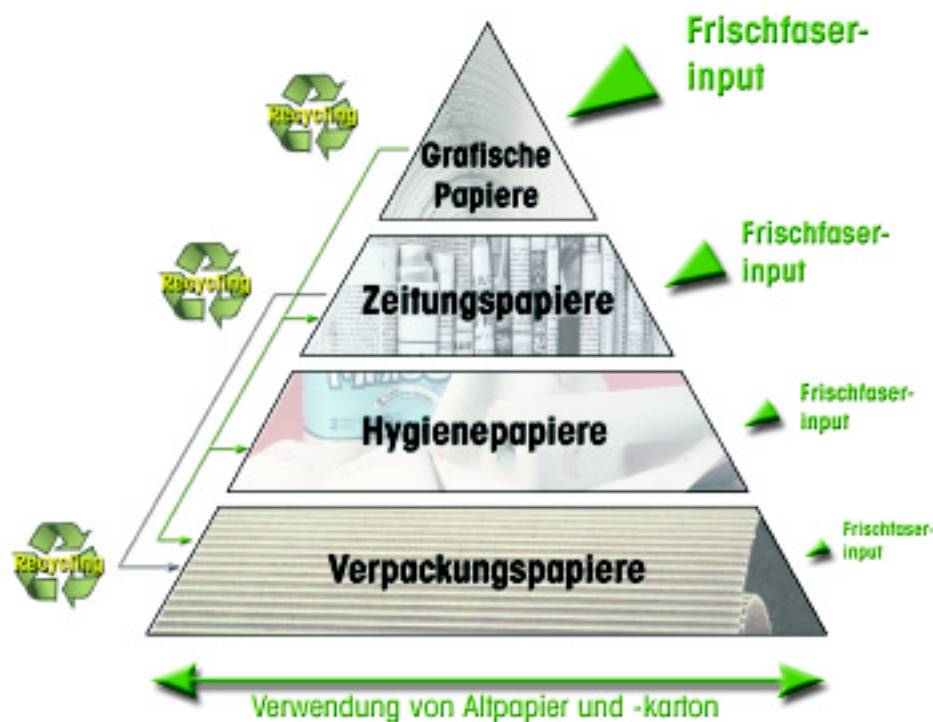 Frischfaser-
input
Recycling
Grafische
Papiere
Frischfaser-
input
Recycling
Zeitungspapiere
Frischfaser-
input
Hygienepapiere
Frischfaser-
input
Recycling
Verpackungspapiere
Verwendung von Altpapier und -karton